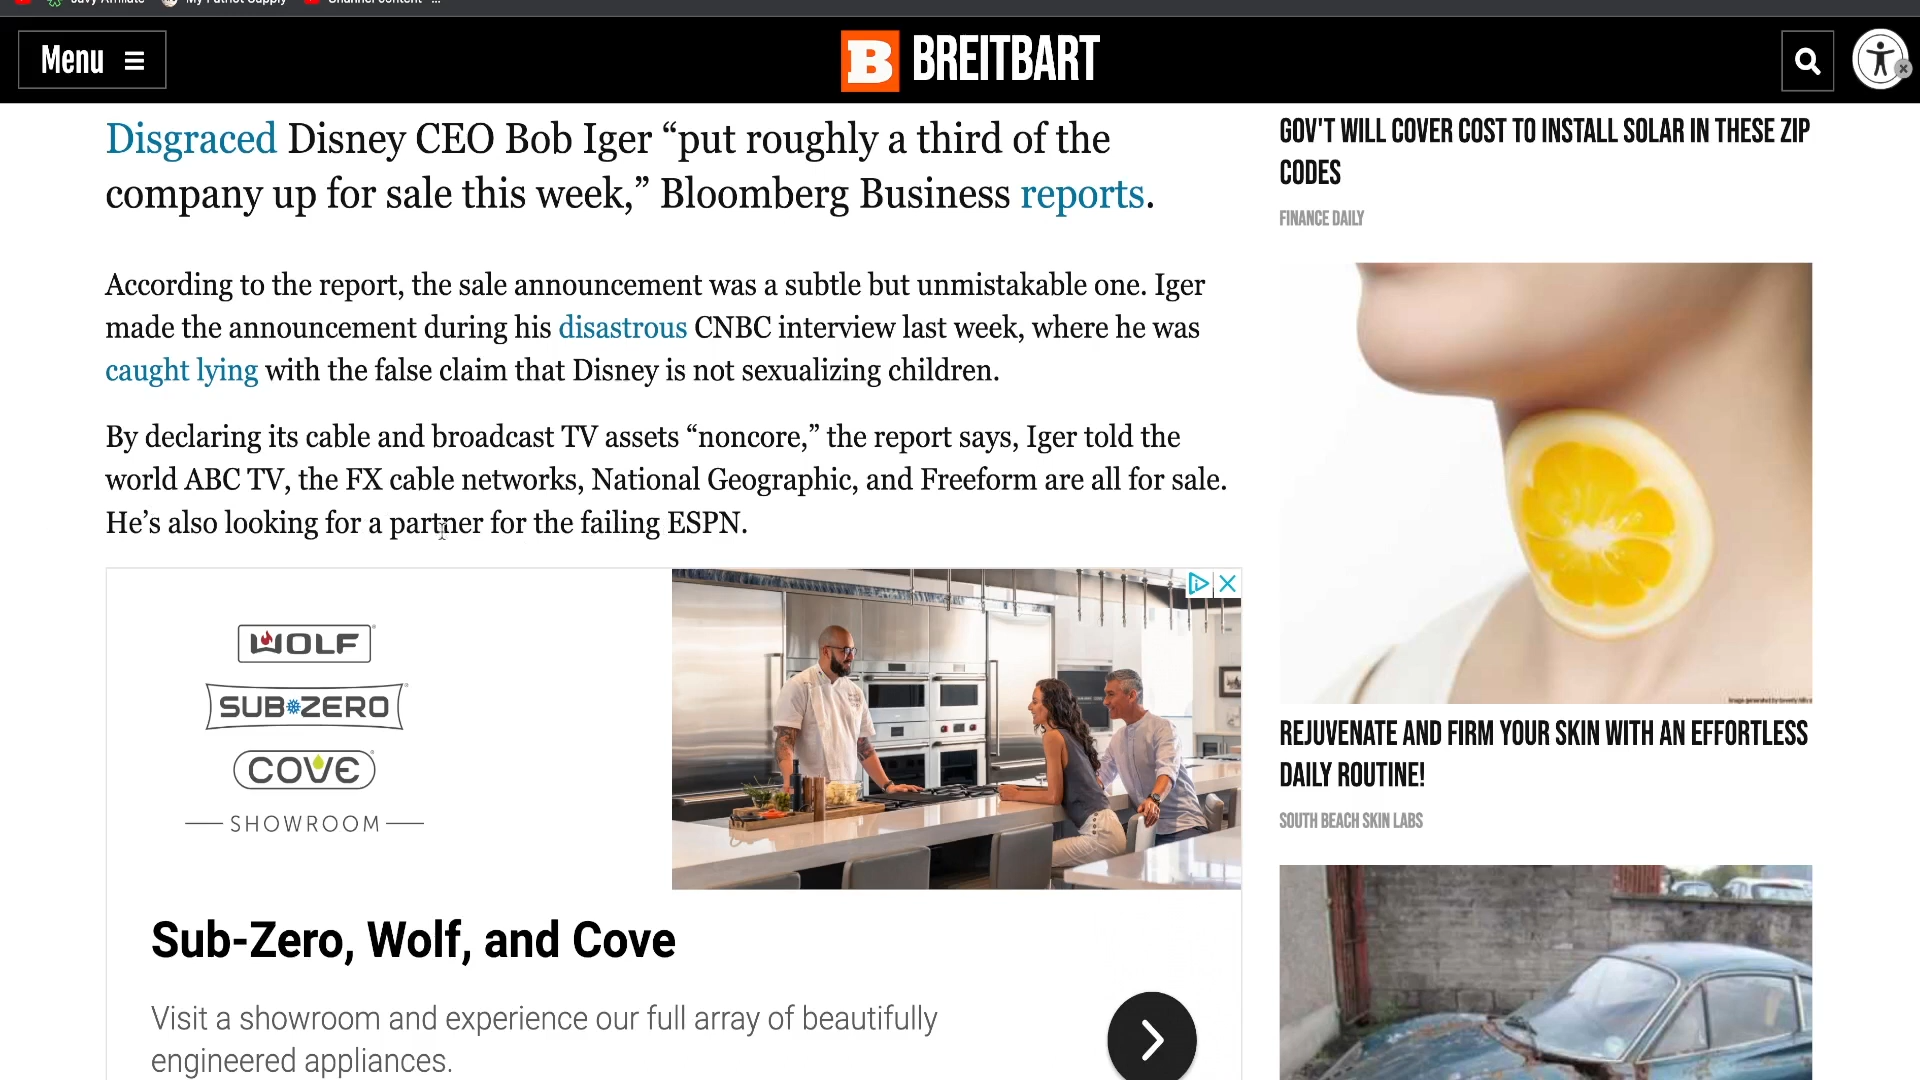 Menu
B BREITBART
Disgraced Disney CEO Bob Iger “put roughly a third of the
company up for sale this week,” Bloomberg Business reports.
According to the report, the sale announcement was a subtle but unmistakable one. Iger
made the announcement during his disastrous CNBC interview last week, where he was
caught lying with the false claim that Disney is not sexualizing children.
By declaring its cable and broadcast TV assets “noncore,” the report says, Iger told the
world ABC TV, the FX cable networks, National Geographic, and Freeform are all for sale.
He’s also looking for a partner for the failing ESPN.
WOLF
SUB-ZERO
COVE
SHOWROOM
Sub-Zero, Wolf, and Cove
Visit a showroom and experience our full array of beautifully
engineered appliances.
GOV'T WILL COVER COST TO INSTALL SOLAR IN THESE ZIP
CODES
FINANCE DAILY
REJUVENATE AND FIRM YOUR SKIN WITH AN EFFORTLESS
DAILY ROUTINE!
SOUTH BEACH SKIN LABS